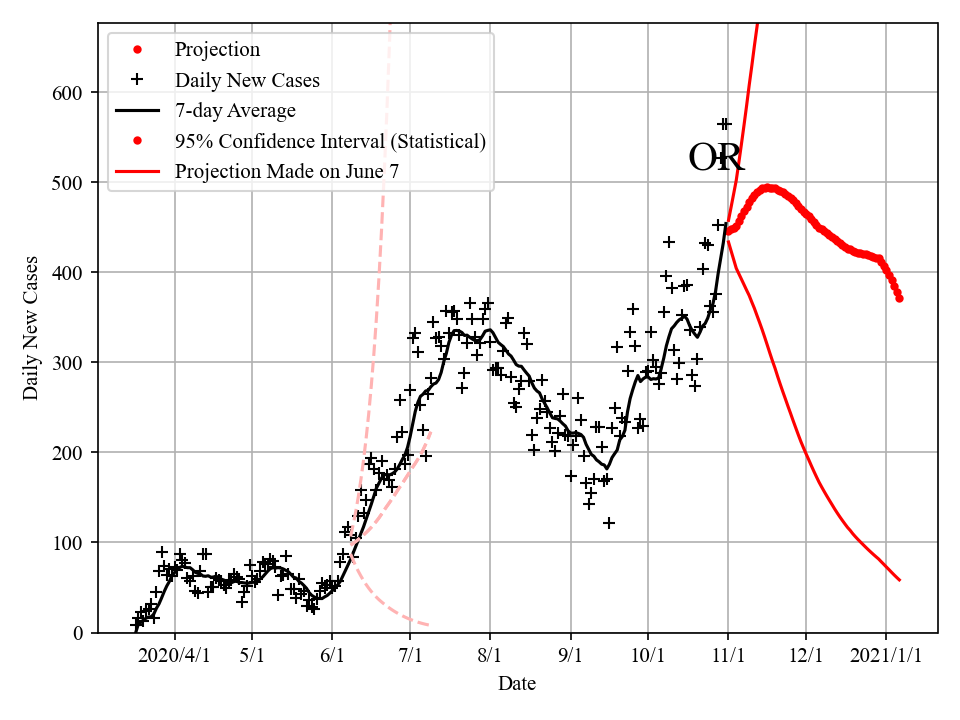 Projection
Daily New Cases
7-day Average
95% Confidence Interval (Statistical)
Projection Made on June 7
OR
600
500
400
300
200
100
0
Daily New Cases
2020/4/1 5/1 6/1 7/1 8/1 9/1 10/1 11/1 12/1 2021/1/1
Date